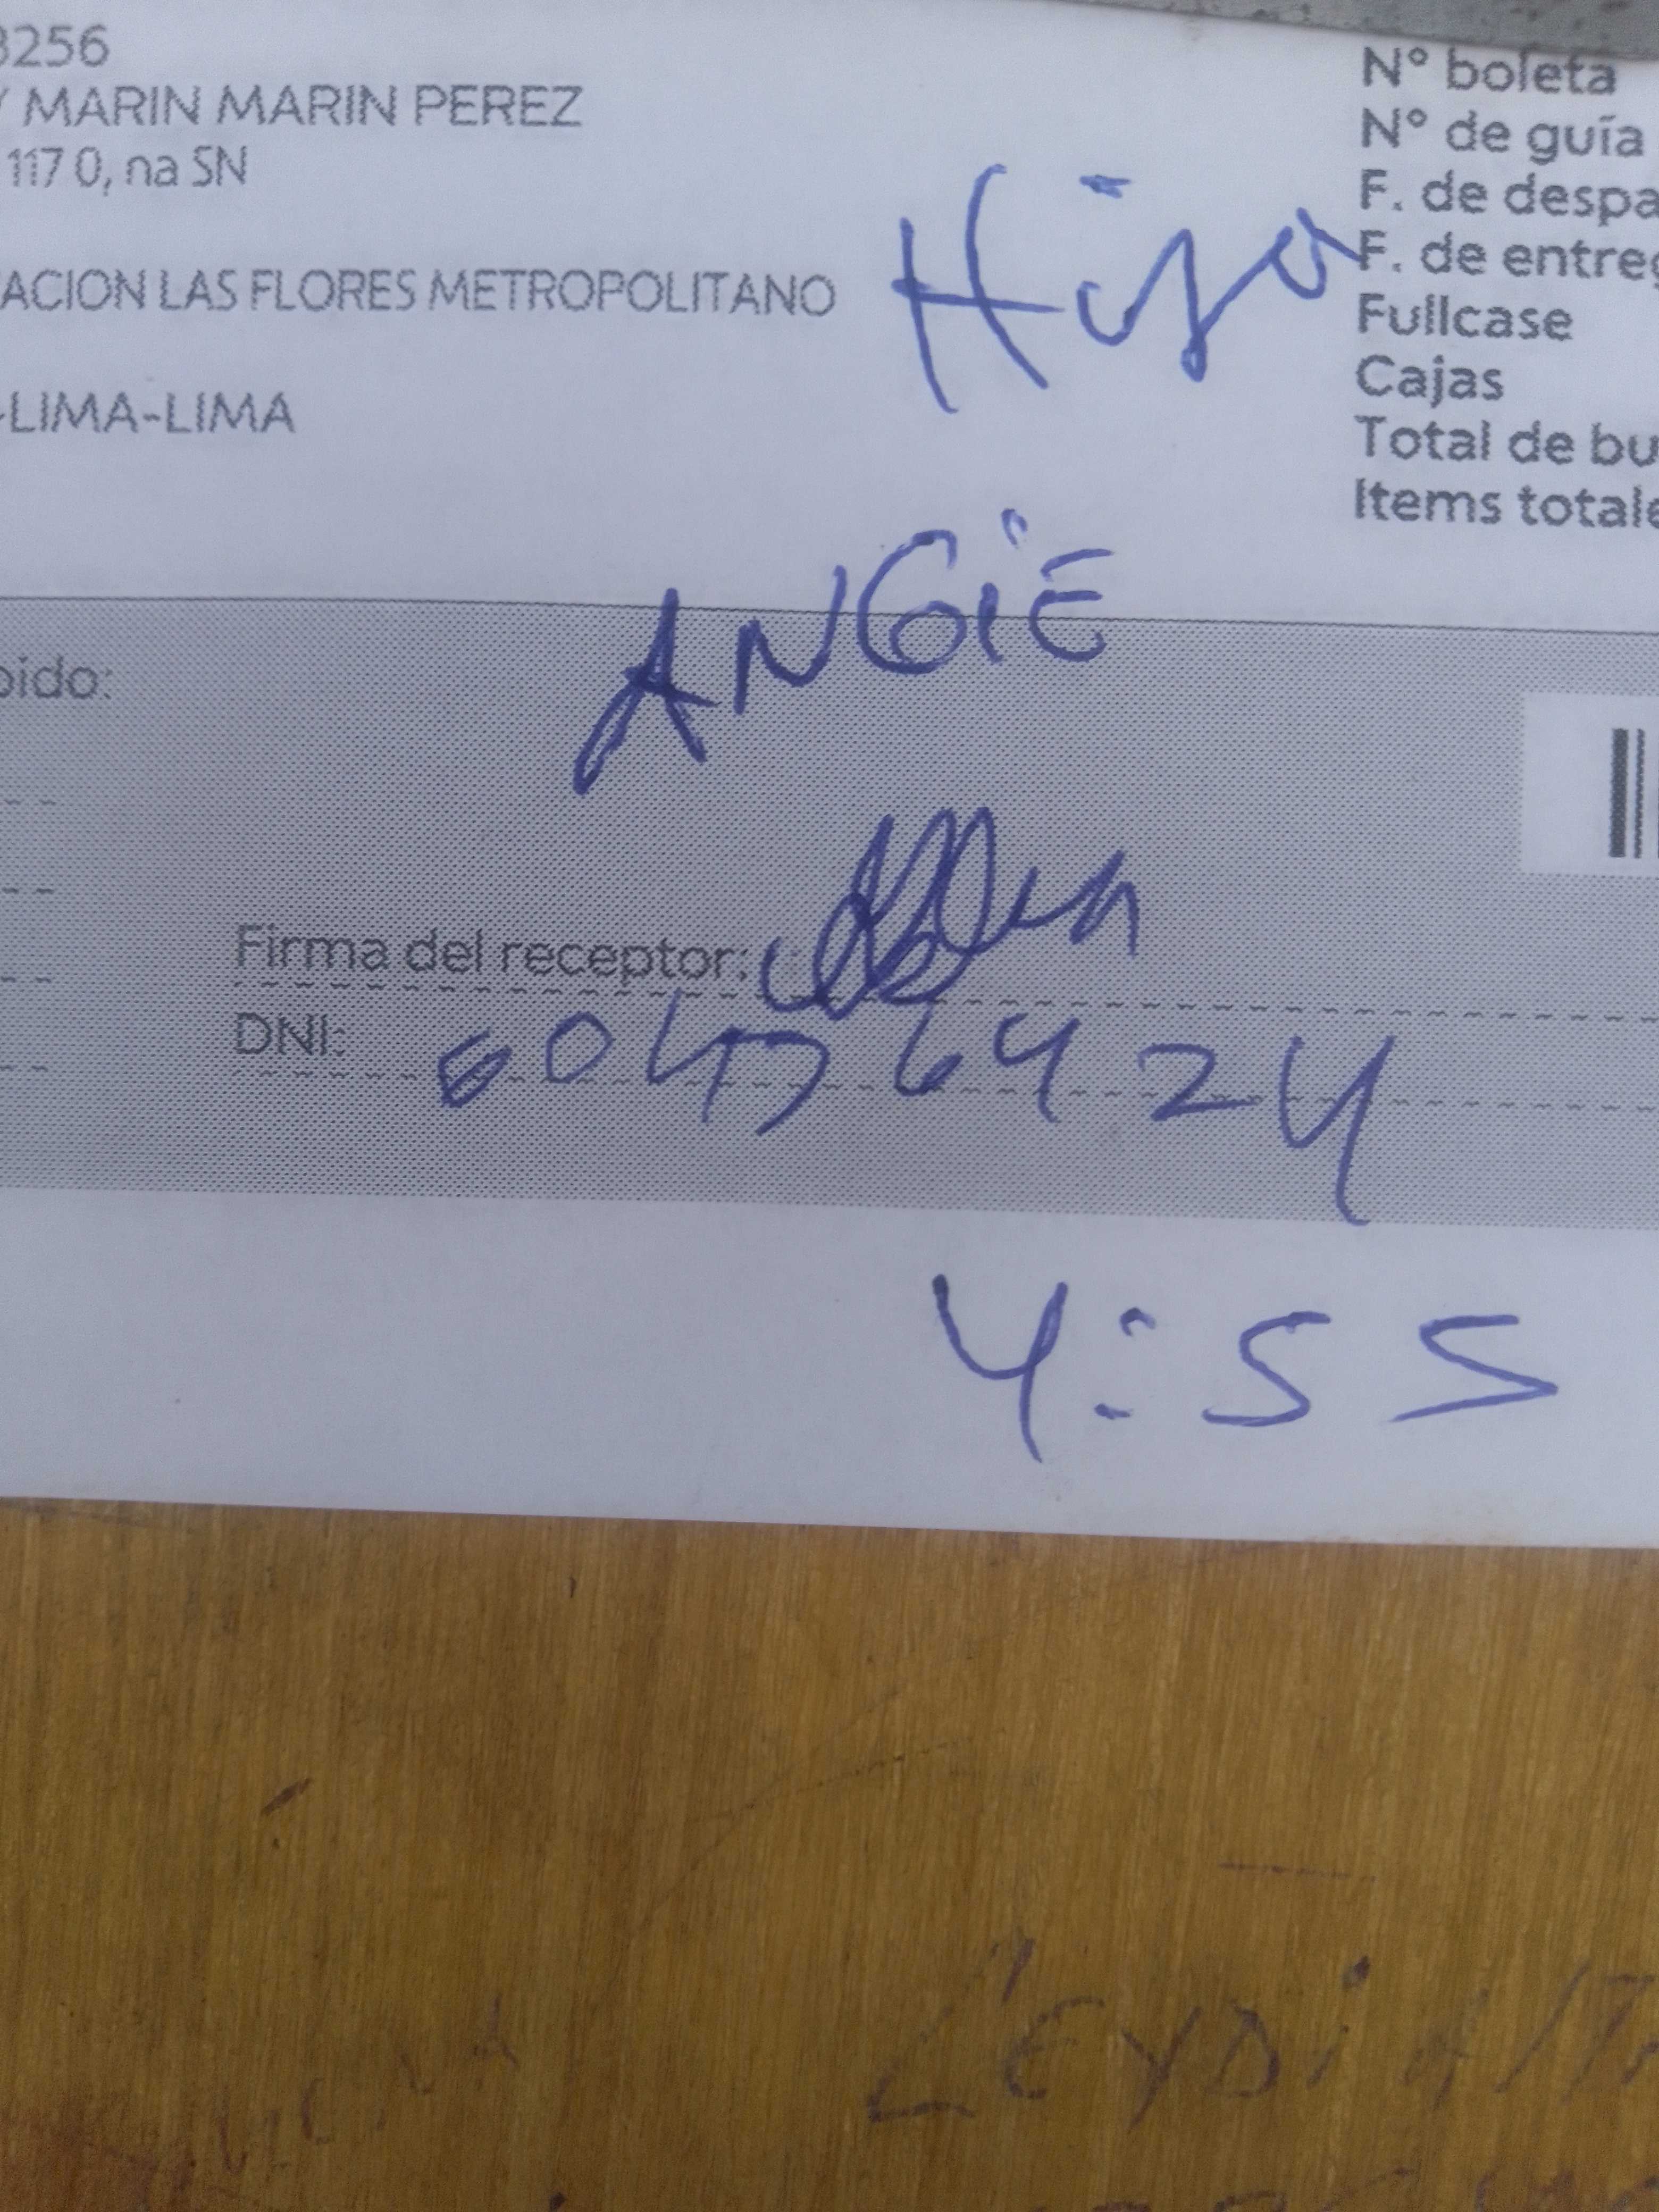 3256
Y MARIN MARIN PEREZ
117 0, na SN
ACION LAS FLORES METROPOLITANO
-LIMA-LIMA
Hija
N° boleta
N° de guía
F. de despa
F. de entreg
Fullcase
Cajas
Total de bu
Items totale
ANGiE
bido:
Firma del receptor:
DNI: 60476424
4:55
LEYDi